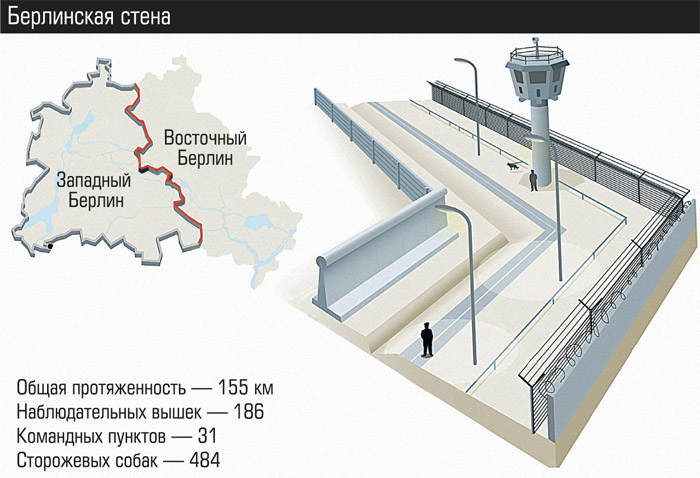 Берлинская стена
Восточный
Берлин
Западный
Берлин
Общая протяженность — 155 км
Наблюдательных вышек — 186
Командных пунктов — 31
Сторожевых собак — 484